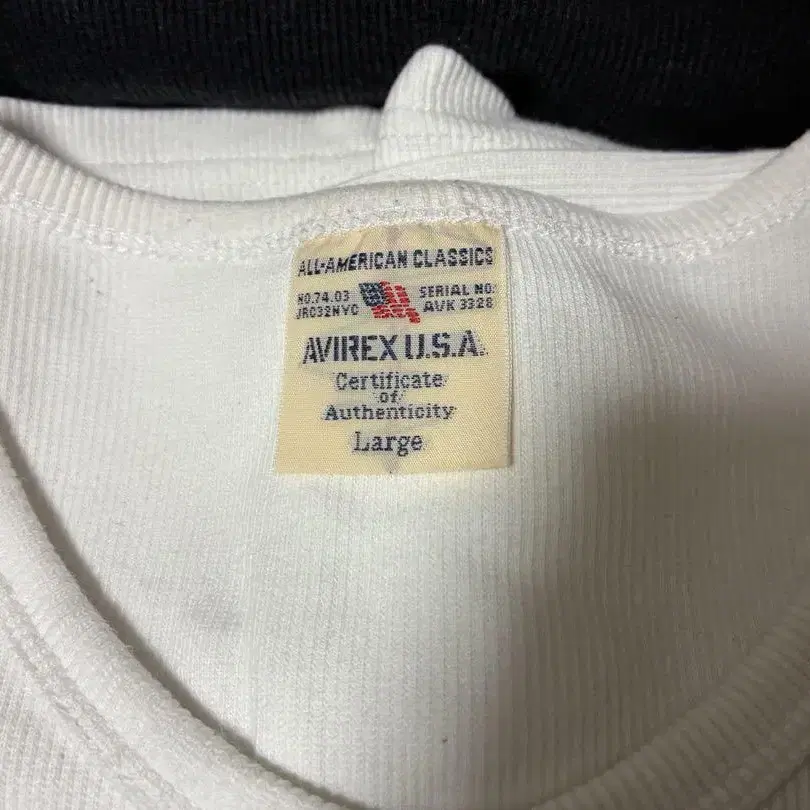 ALL-AMERICAN CLASSICS
NO.74.03 SERIAL NO:
JRC32NYC AVK 3328
AVIREX U.S.A.
Certificate
of
Authenticity
Large